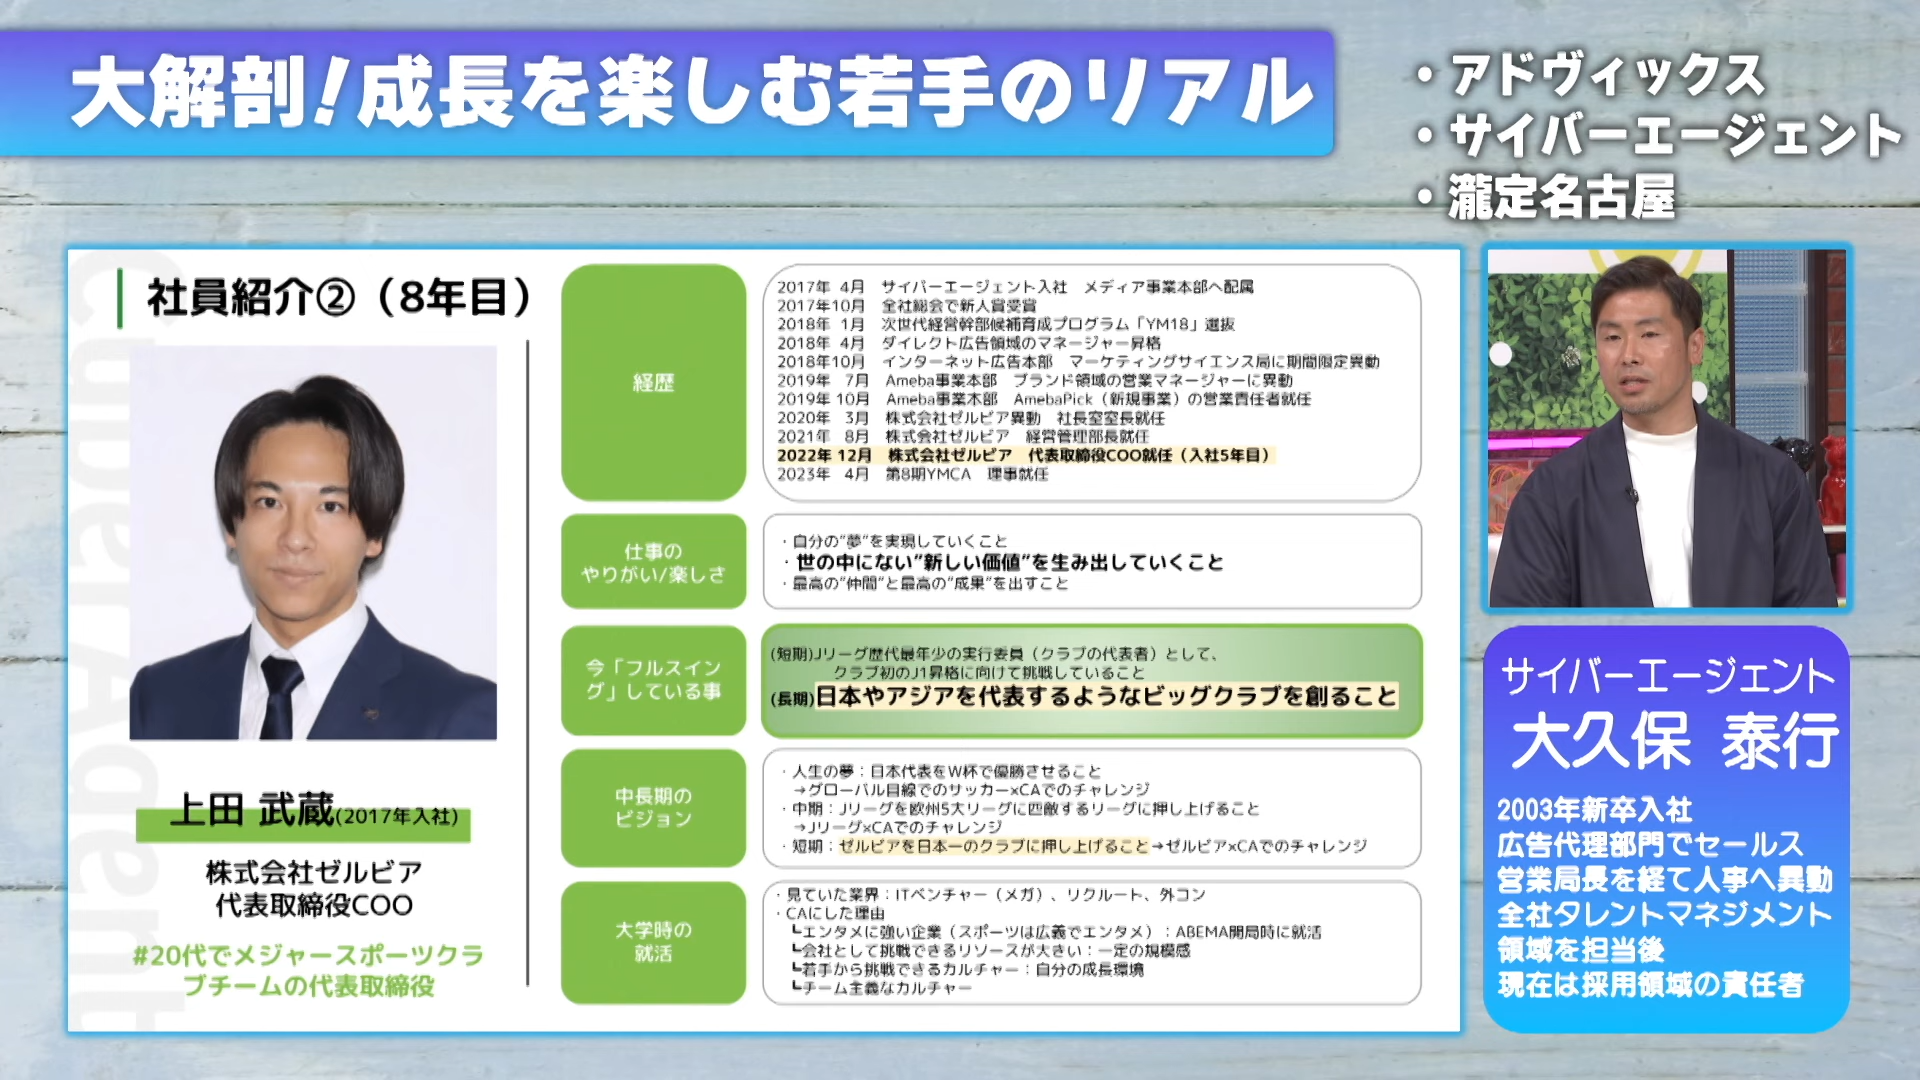 大解剖!成長を楽しむ若手のリアル
・アドヴィックス
・サイバーエージェント
・瀧定名古屋
CyberAgent
社員紹介②（8年目）
上田 武蔵(2017年入社)
株式会社ゼルビア
代表取締役COO
#20代でメジャースポーツクラ
ブチームの代表取締役
経歴
2017年 4月 サイバーエージェント入社 メディア事業本部へ配属
2017年10月 全社総会で新人賞受賞
2018年 1月 次世代経営幹部候補育成プログラム「YM18」選抜
2018年 4月 ダイレクト広告領域のマネージャー昇格
2018年10月 インターネット広告本部 マーケティングサイエンス局に期間限定異動
2019年 7月 Ameba事業本部 ブランド領域の営業マネージャーに異動
2019年 10月 Ameba事業本部 AmebaPick（新規事業）の営業責任者就任
2020年 3月 株式会社ゼルビア異動 社長室室長就任
2021年 8月 株式会社ゼルビア 経営管理部長就任
2022年 12月 株式会社ゼルビア 代表取締役COO就任（入社5年目）
2023年 4月 第8期YMCA 理事就任
仕事の
やりがい/楽しさ
・自分の"夢"を実現していくこと
・世の中にない"新しい価値"を生み出していくこと
・最高の"仲間"と最高の"成果"を出すこと
今「フルスイン
グ」している事
(短期)Jリーグ歴代最年少の実行委員（クラブの代表者）として、
クラブ初のJ1昇格に向けて挑戦していること
(長期)日本やアジアを代表するようなビッグクラブを創ること
中長期の
ビジョン
・人生の夢：日本代表をW杯で優勝させること
→グローバル目線でのサッカー×CAでのチャレンジ
・中期：Jリーグを欧州5大リーグに匹敵するリーグに押し上げること
→Jリーグ×CAでのチャレンジ
・短期：ゼルビアを日本一のクラブに押し上げること→ゼルビア×CAでのチャレンジ
大学時の
就活
・見ていた業界：ITベンチャー（メガ）、リクルート、外コン
・CAにした理由
┗エンタメに強い企業（スポーツは広義でエンタメ）：ABEMA開局時に就活
┗会社として挑戦できるリソースが大きい：一定の規模感
┗若手から挑戦できるカルチャー：自分の成長環境
┗チーム主義なカルチャー
サイバーエージェント
大久保 泰行
2003年新卒入社
広告代理部門でセールス
営業局長を経て人事へ異動
全社タレントマネジメント
領域を担当後
現在は採用領域の責任者